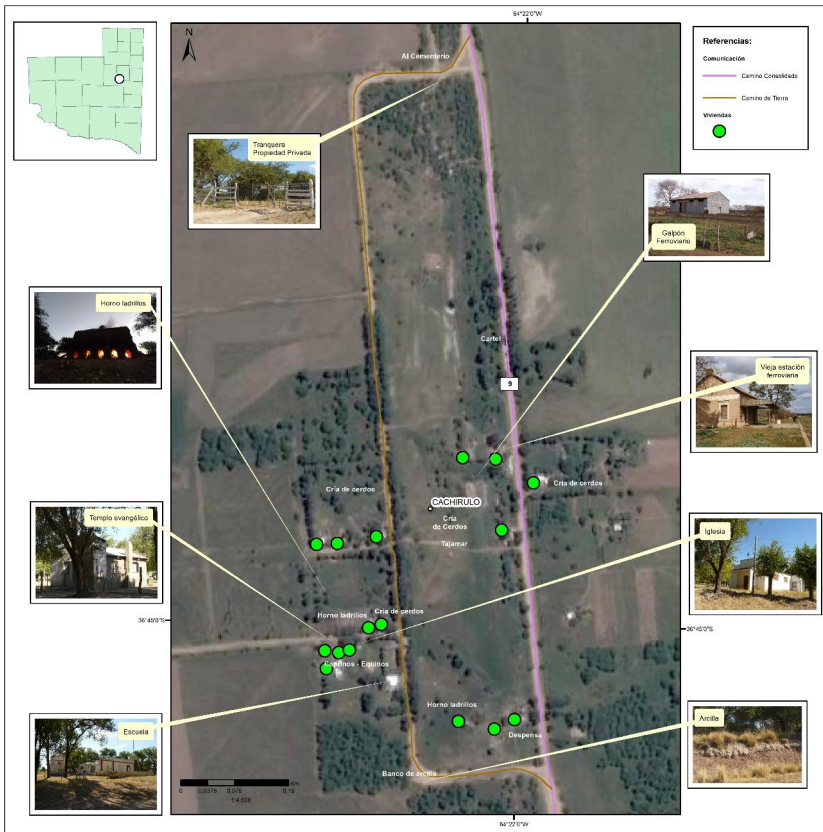 64°22'0"W
N
Al Cementerio
Referencias:
Comunicación
Camino Consolidado
Camino de Tierra
Viviendas
Tranquera
Propiedad Privada
Galpón
Ferroviario
Horno ladrillos
Cartel
9
Vieja estación
ferroviaria
Cría de cerdos
Cría de cerdos
CACHIRULO
Cría
de Cerdos
Tajamar
Templo evangélico
Iglesia
Horno ladrillos
Cría de cerdos
36°45'0"S
36°45'0"S
Caprinos - Equinos
Escuela
Horno ladrillos
Despensa
Arcilla
Banco de arcilla
Km
0 0,0375 0,075 0,15
1:4.000
64°22'0"W